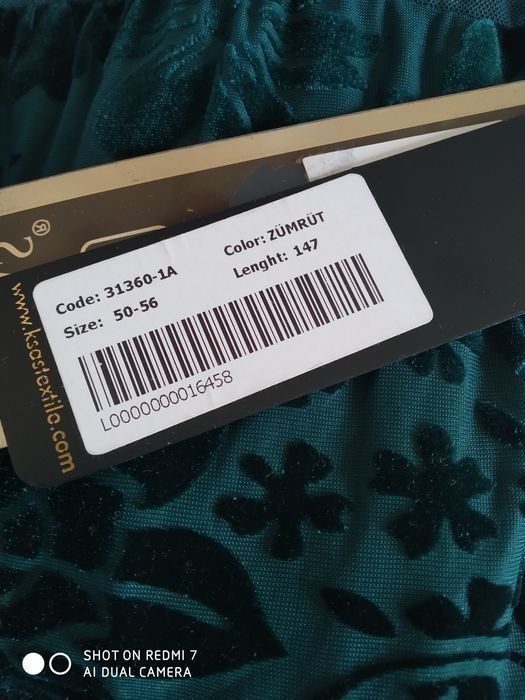 ®
www.ksastextile.com
Code: 31360-1A
Color: ZÜMRÜT
Size: 50-56
Lenght: 147
L0000000016458
SHOT ON REDMI 7
AI DUAL CAMERA